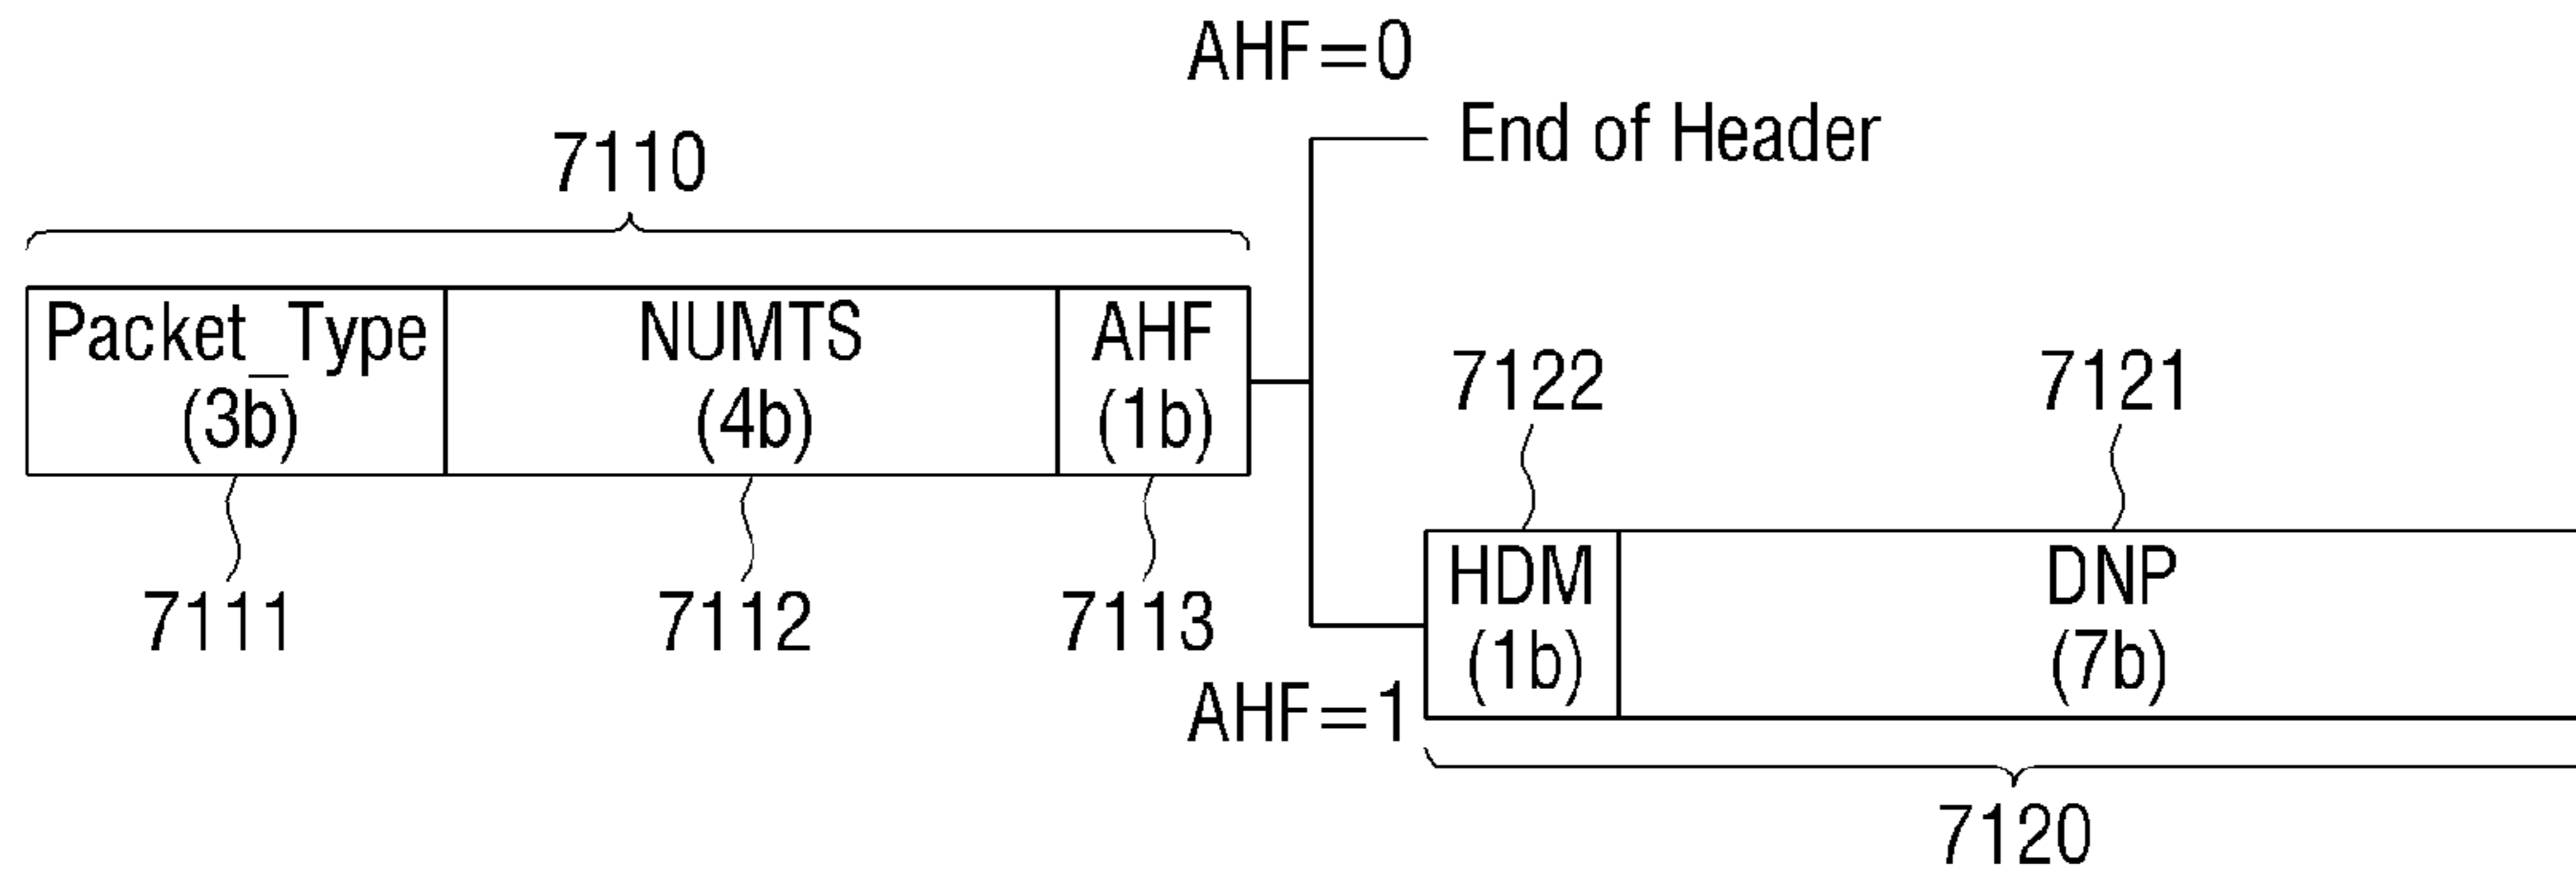 AHF=0
End of Header
7110
Packet_Type
(3b)
NUMTS
(4b)
AHF
(1b)
7111
7112
7113
7122
7121
HDM
(1b)
DNP
(7b)
AHF=1
7120